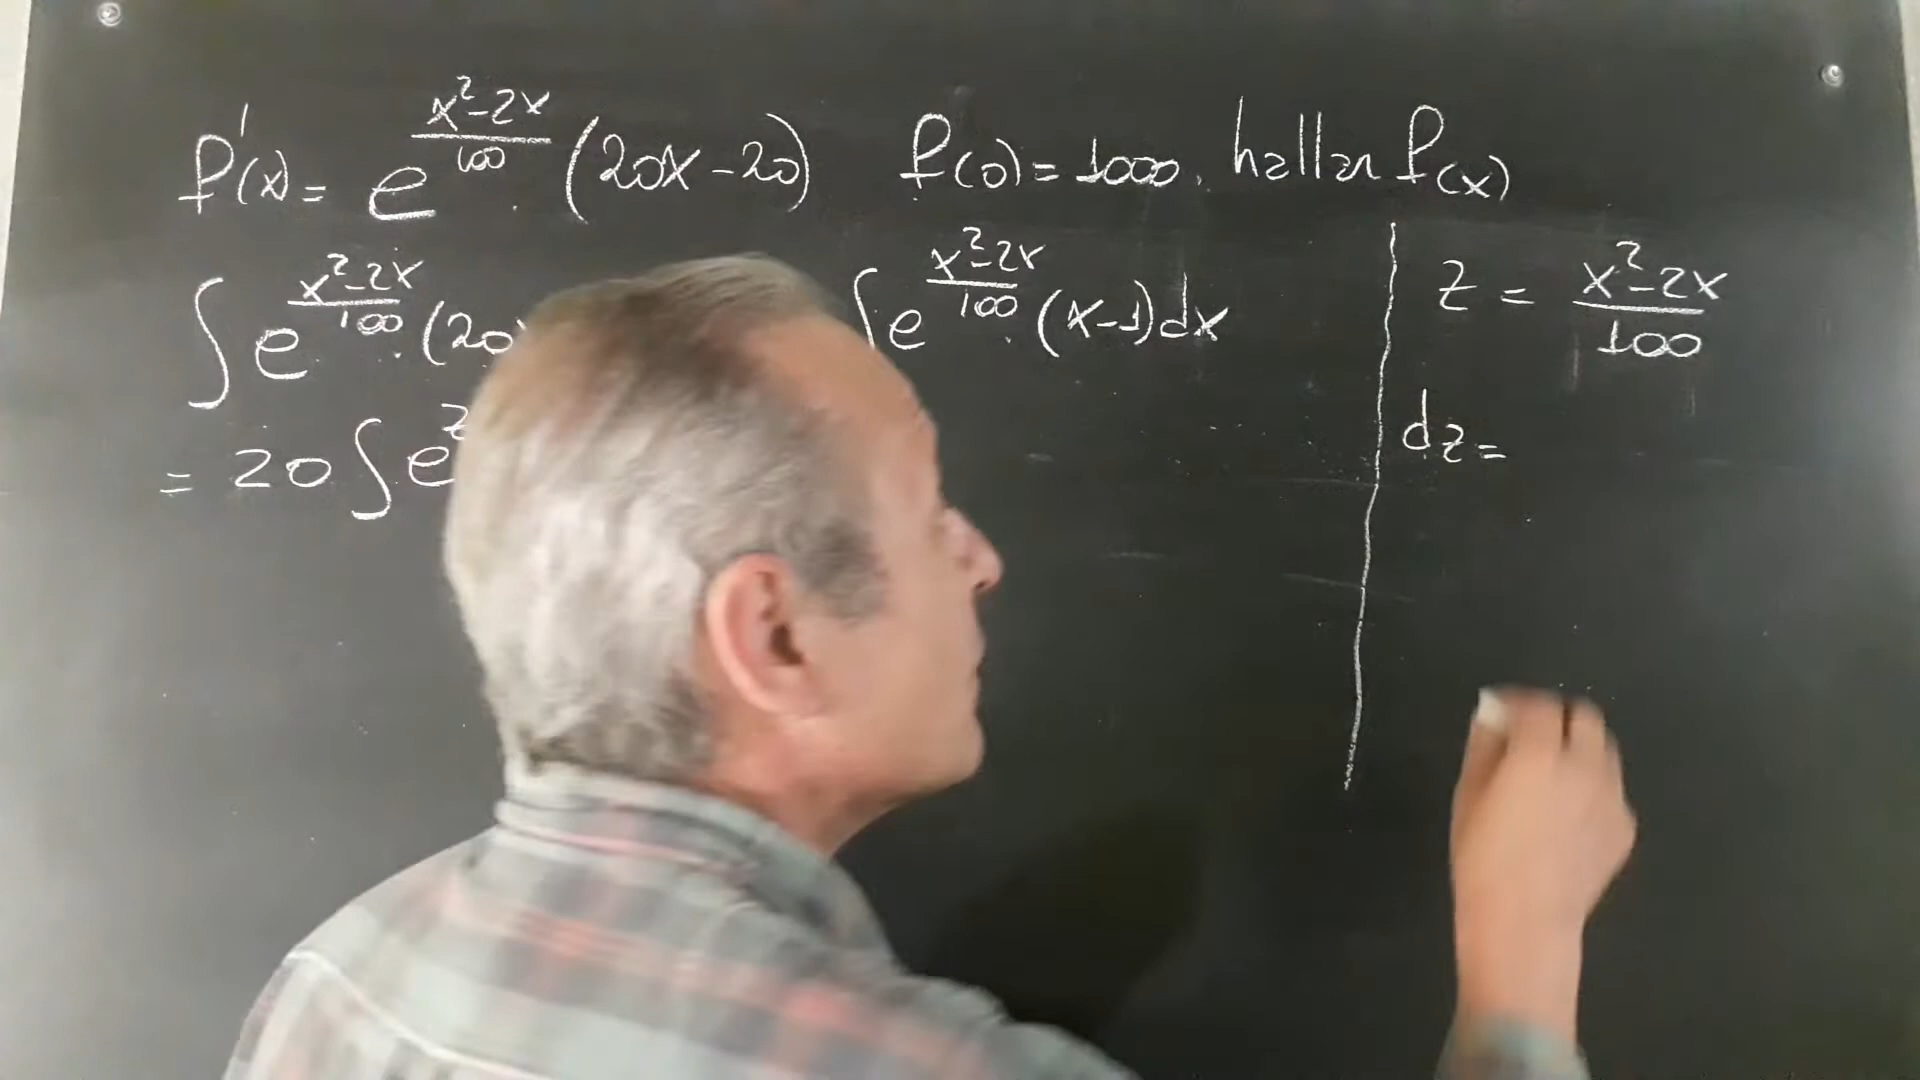 f'(x) = e^((x²-2x)/100) · (20x-20) f(0) = 1000. hallar f(x)
∫ e^((x²-2x)/100) · (20 ∫ e^((x²-2x)/100) · (x-1) dx
= 20 ∫ e^z
z = (x²-2x)/100
dz =